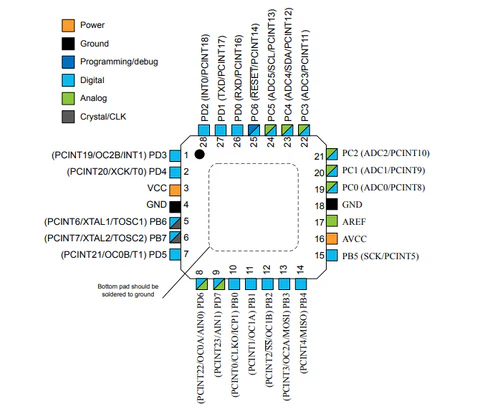 Power
Ground
Programming/debug
Digital
Analog
Crystal/CLK
PD2 (INT0/PCINT18)
PD1 (TXD/PCINT17)
PD0 (RXD/PCINT16)
PC6 (RESET/PCINT14)
PC5 (ADC5/SCL/PCINT13)
PC4 (ADC4/SDA/PCINT12)
PC3 (ADC3/PCINT11)
28 27 26 25 24 23 22
(PCINT19/OC2B/INT1) PD3 1
(PCINT20/XCK/T0) PD4 2
VCC 3
GND 4
(PCINT6/XTAL1/TOSC1) PB6 5
(PCINT7/XTAL2/TOSC2) PB7 6
(PCINT21/OC0B/T1) PD5 7
21 PC2 (ADC2/PCINT10)
20 PC1 (ADC1/PCINT9)
19 PC0 (ADC0/PCINT8)
18 GND
17 AREF
16 AVCC
15 PB5 (SCK/PCINT5)
Bottom pad should be
soldered to ground
8 9 10 11 12 13 14
(PCINT22/OC0A/AIN0) PD6
(PCINT23/AIN1) PD7
(PCINT0/CLKO/ICP1) PB0
(PCINT1/OC1A) PB1
(PCINT2/SS/OC1B) PB2
(PCINT3/OC2A/MOSI) PB3
(PCINT4/MISO) PB4